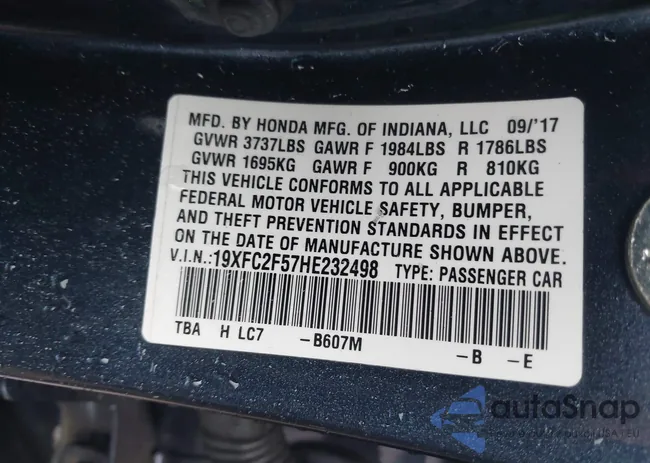 MFD. BY HONDA MFG. OF INDIANA, LLC 09/'17
GVWR 3737LBS GAWR F 1984LBS R 1786LBS
GVWR 1695KG GAWR F 900KG R 810KG
THIS VEHICLE CONFORMS TO ALL APPLICABLE
FEDERAL MOTOR VEHICLE SAFETY, BUMPER,
AND THEFT PREVENTION STANDARDS IN EFFECT
ON THE DATE OF MANUFACTURE SHOWN ABOVE.
V.I.N.:19XFC2F57HE232498 TYPE: PASSENGER CAR
TBA H LC7 -B607M -B -E
autoSnap
USA TEU